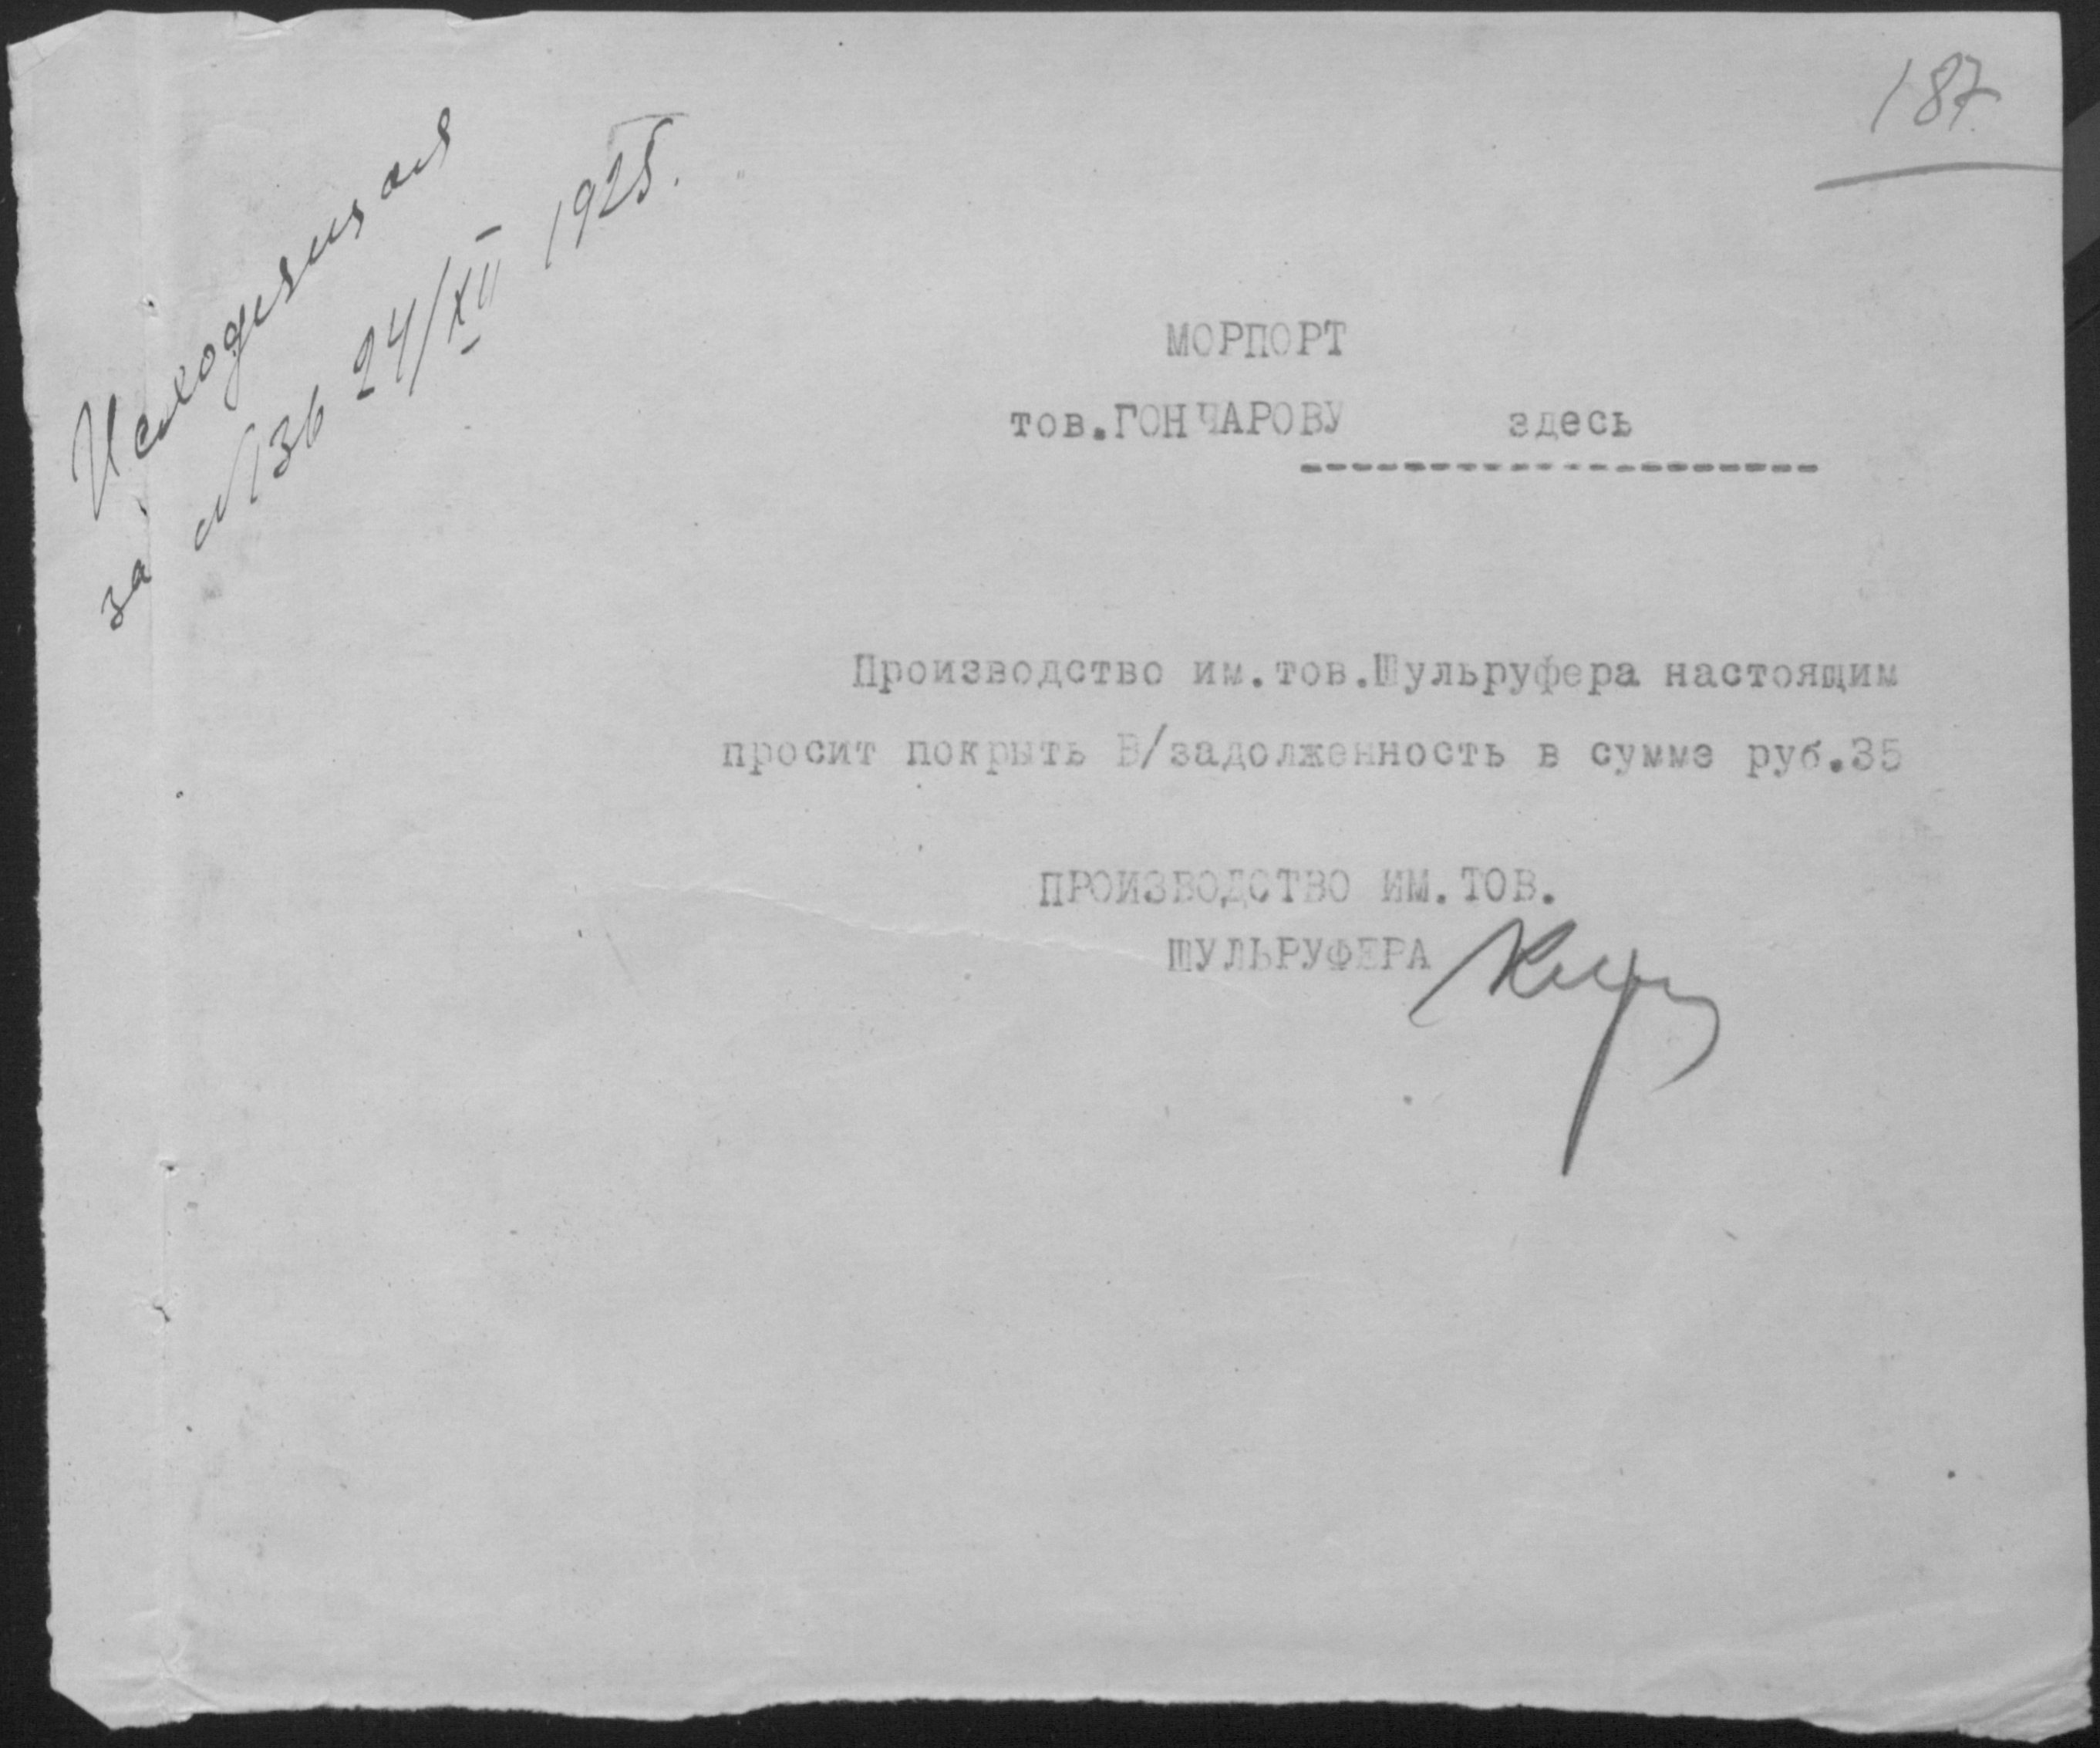 187
Исходящая
за №136 24/XII 1925.
МОРПОРТ
тов.ГОНЧАРОВУ здесь
--------------------
Производство им.тов.Шульруфера настоящим
просит покрыть В/задолженность в сумме руб.35
ПРОИЗВОДСТВО ИМ.ТОВ.
ШУЛЬРУФЕРА